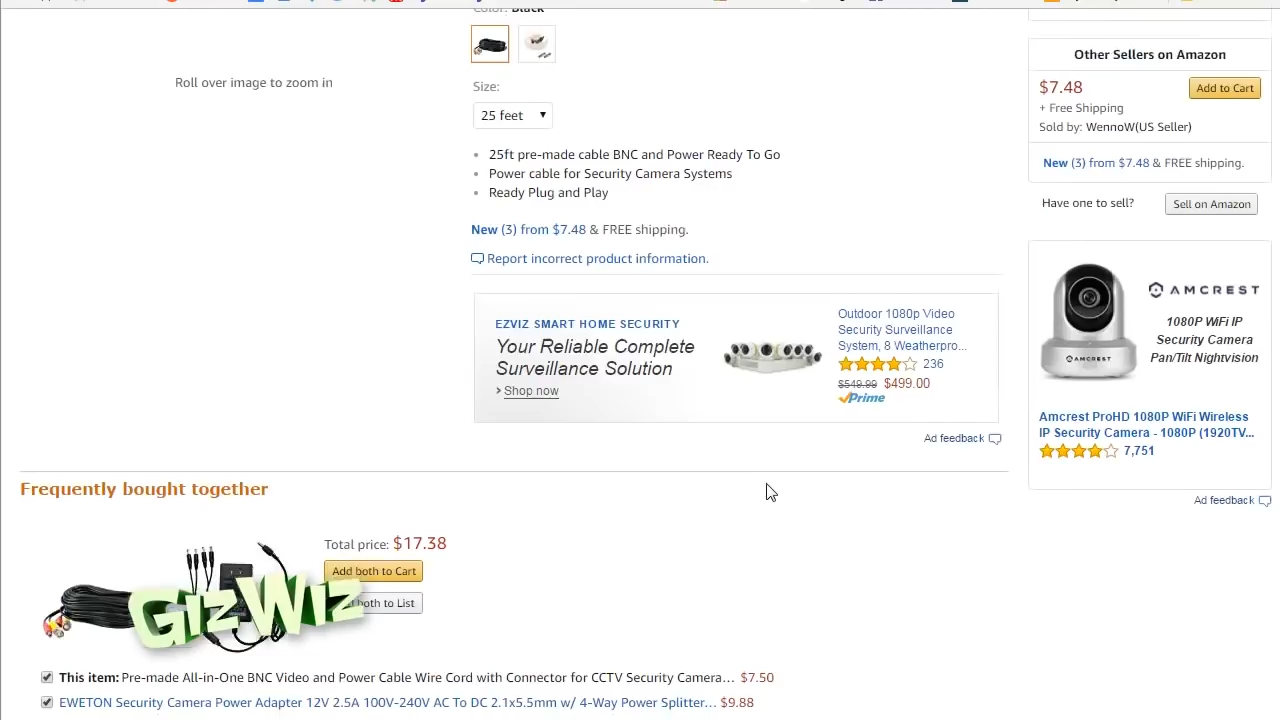 Color: Black
Roll over image to zoom in
Size:
25 feet
25ft pre-made cable BNC and Power Ready To Go
Power cable for Security Camera Systems
Ready Plug and Play
New (3) from $7.48 & FREE shipping.
Report incorrect product information.
EZVIZ SMART HOME SECURITY
Your Reliable Complete
Surveillance Solution
Shop now
Outdoor 1080p Video
Security Surveillance
System, 8 Weatherpro...
236
$549.99 $499.00
Prime
Ad feedback
Other Sellers on Amazon
$7.48
Add to Cart
+ Free Shipping
Sold by: WennoW(US Seller)
New (3) from $7.48 & FREE shipping.
Have one to sell?
Sell on Amazon
AMCREST
1080P WiFi IP
Security Camera
Pan/Tilt Nightvision
AMCREST
Amcrest ProHD 1080P WiFi Wireless
IP Security Camera - 1080P (1920TV...
7,751
Ad feedback
Frequently bought together
Total price: $17.38
Add both to Cart
both to List
GIZWIZ
This item: Pre-made All-in-One BNC Video and Power Cable Wire Cord with Connector for CCTV Security Camera... $7.50
EWETON Security Camera Power Adapter 12V 2.5A 100V-240V AC To DC 2.1x5.5mm w/ 4-Way Power Splitter... $9.88